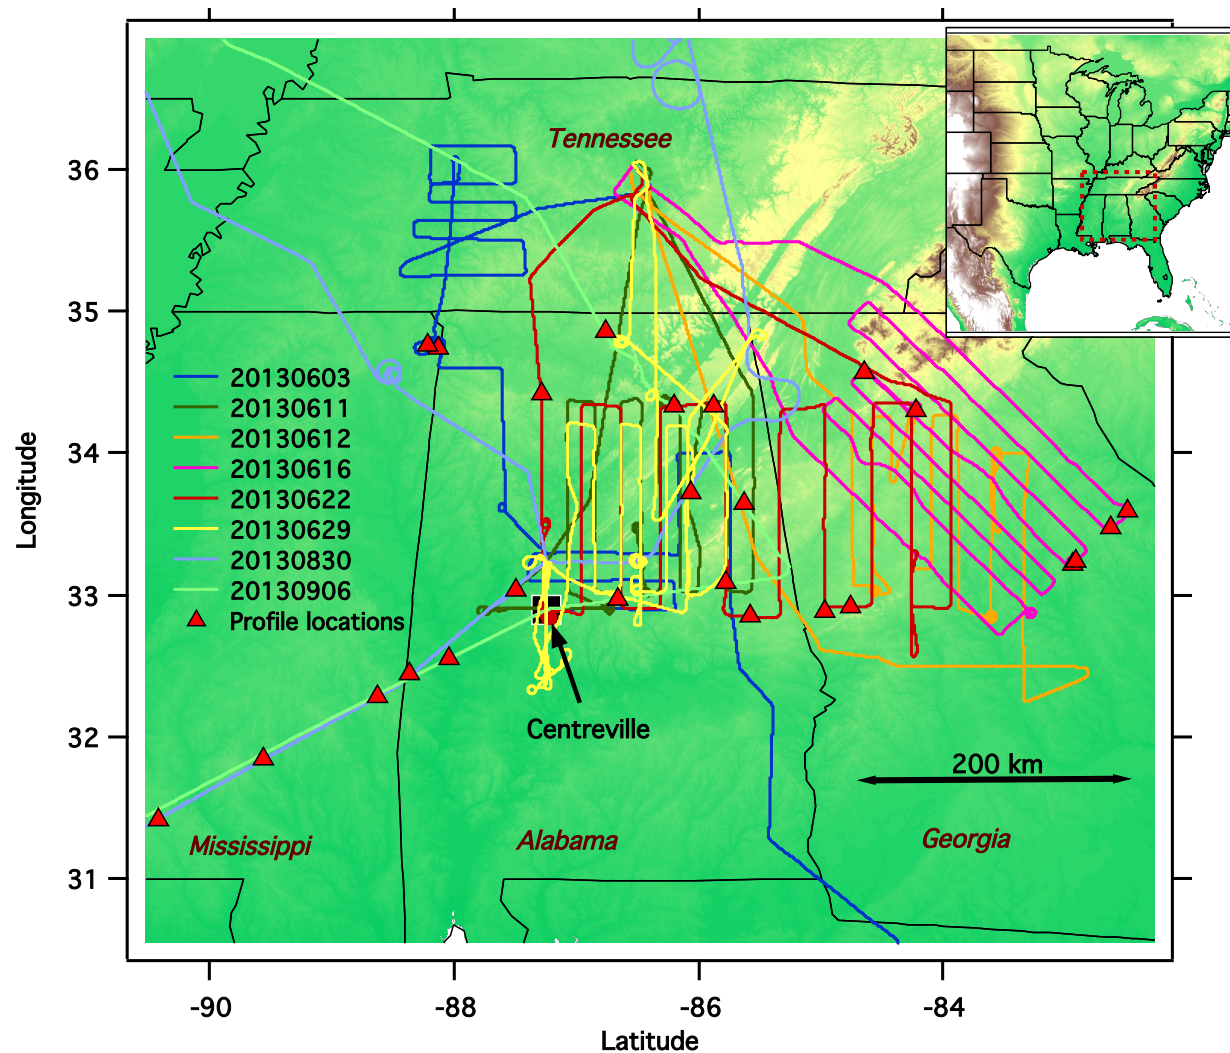 Tennessee
36
35
34
33
32
31
Longitude
20130603
20130611
20130612
20130616
20130622
20130629
20130830
20130906
Profile locations
Centreville
200 km
Mississippi
Alabama
Georgia
-90
-88
-86
-84
Latitude